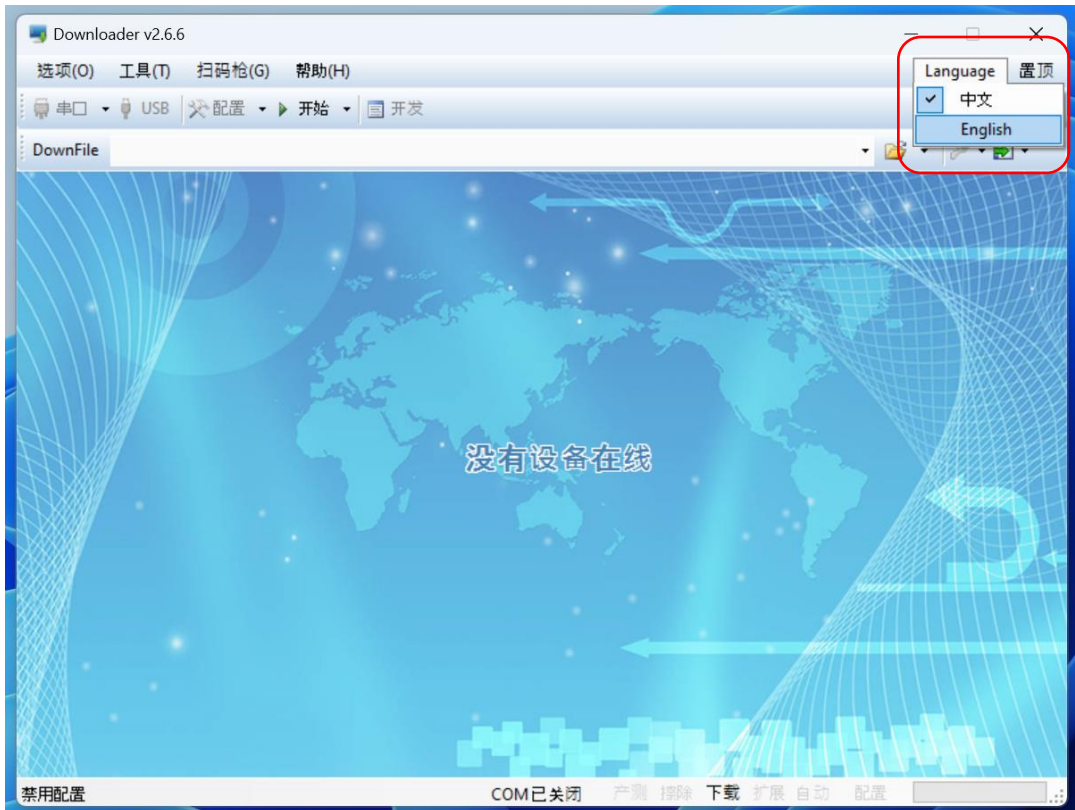 Downloader v2.6.6
选项(O) 工具(T) 扫码枪(G) 帮助(H) Language 置顶
串口 USB 配置 开始 开发
中文
English
DownFile
没有设备在线
禁用配置 COM已关闭 产测 擦除 下载 扩展 自动 配置